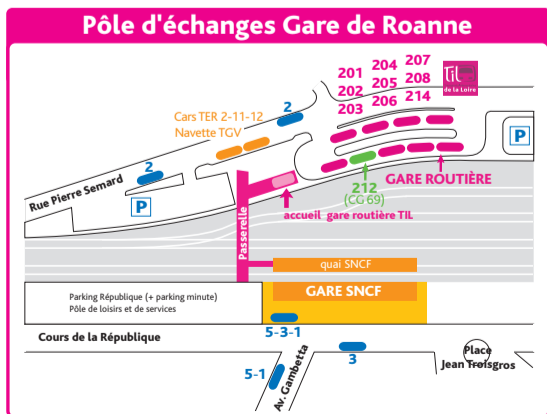 Pôle d'échanges Gare de Roanne
201 204 207
202 205 208
203 206 214
Til
de la Loire
Cars TER 2-11-12
Navette TGV
2
P
2
Rue Pierre Semard
P
212
(CG 69)
GARE ROUTIÈRE
accueil gare routière TIL
Passerelle
quai SNCF
GARE SNCF
Parking République (+ parking minute)
Pôle de loisirs et de services
Cours de la République
5-3-1
3
5-1
Av. Gambetta
Place
Jean Troisgros